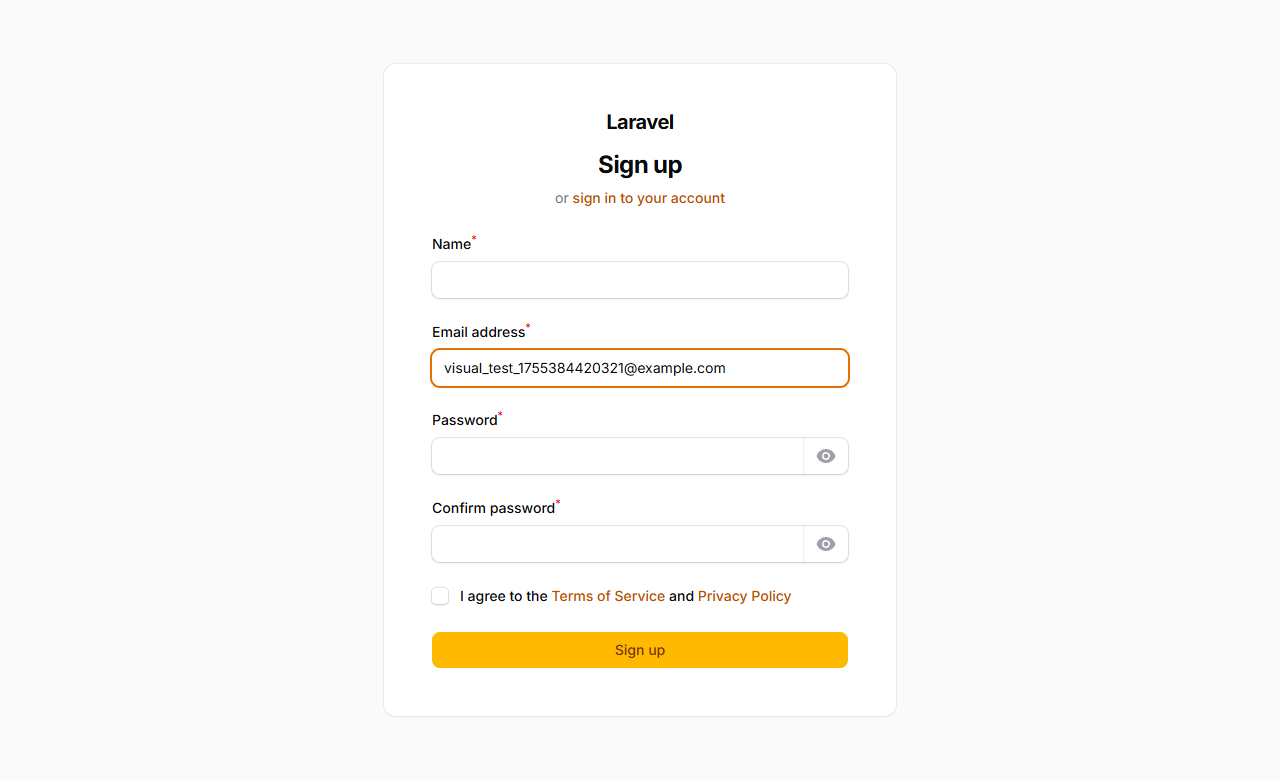 Laravel
Sign up
or sign in to your account
Name*
Email address*
visual_test_1755384420321@example.com
Password*
Confirm password*
I agree to the Terms of Service and Privacy Policy
Sign up